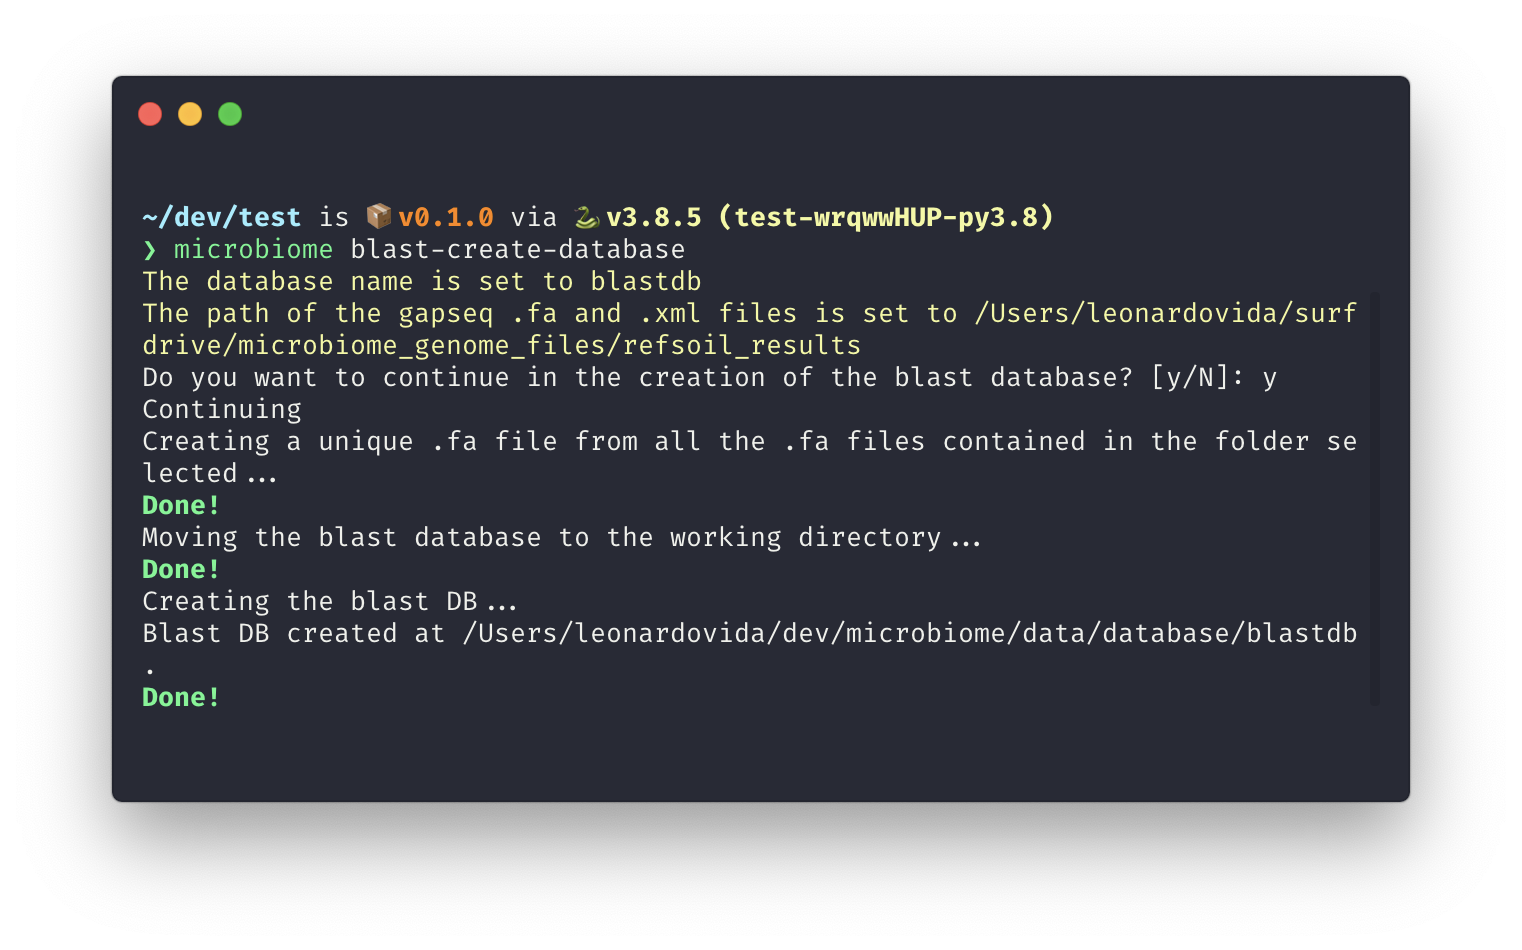 ~/dev/test is 📦 v0.1.0 via 🐍 v3.8.5 (test-wrqwwHUP-py3.8)
❯ microbiome blast-create-database
The database name is set to blastdb
The path of the gapseq .fa and .xml files is set to /Users/leonardovida/surf
drive/microbiome_genome_files/refsoil_results
Do you want to continue in the creation of the blast database? [y/N]: y
Continuing
Creating a unique .fa file from all the .fa files contained in the folder se
lected...
Done!
Moving the blast database to the working directory...
Done!
Creating the blast DB...
Blast DB created at /Users/leonardovida/dev/microbiome/data/database/blastdb
.
Done!